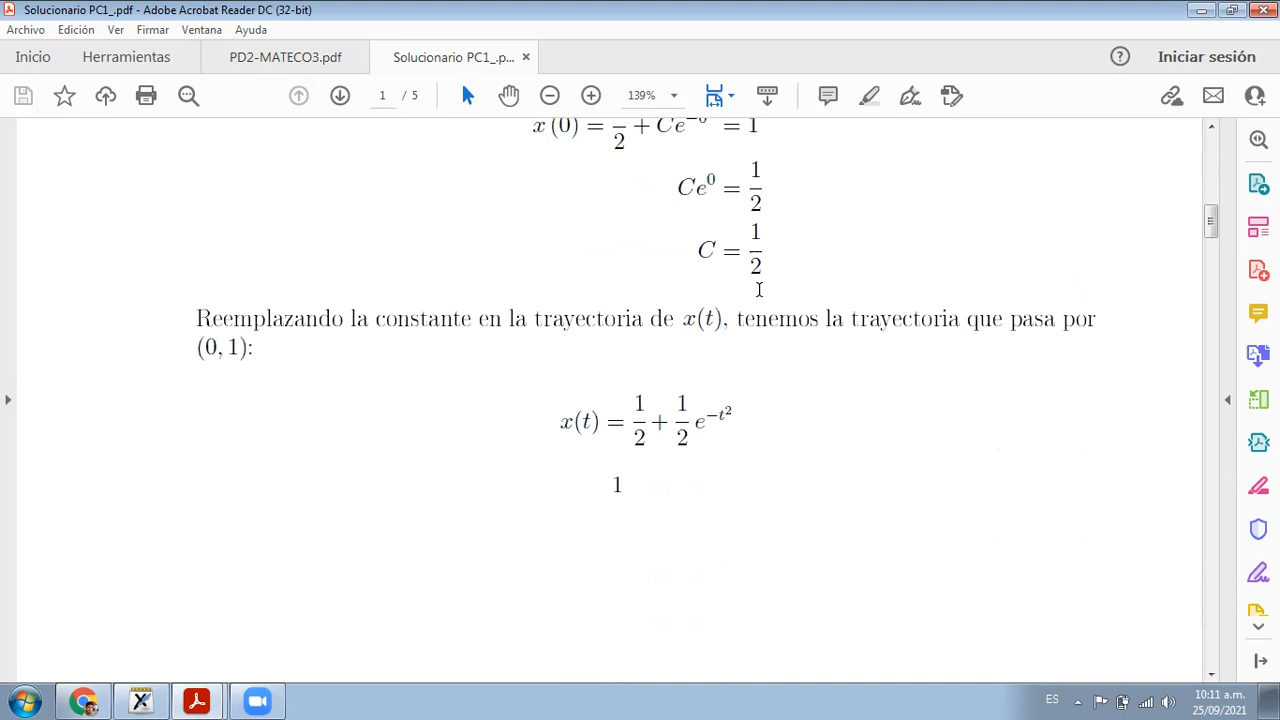 Solucionario PC1_.pdf - Adobe Acrobat Reader DC (32-bit)
Archivo Edición Ver Firmar Ventana Ayuda
Inicio Herramientas PD2-MATECO3.pdf Solucionario PC1_.p... × Iniciar sesión
1 / 5 139%
x (0) = 1/2 + Ce^{-0} = 1
Ce^0 = 1/2
C = 1/2
Reemplazando la constante en la trayectoria de x(t), tenemos la trayectoria que pasa por
(0, 1):
x(t) = 1/2 + 1/2 e^{-t^2}
1
ES 10:11 a.m.
25/09/2021